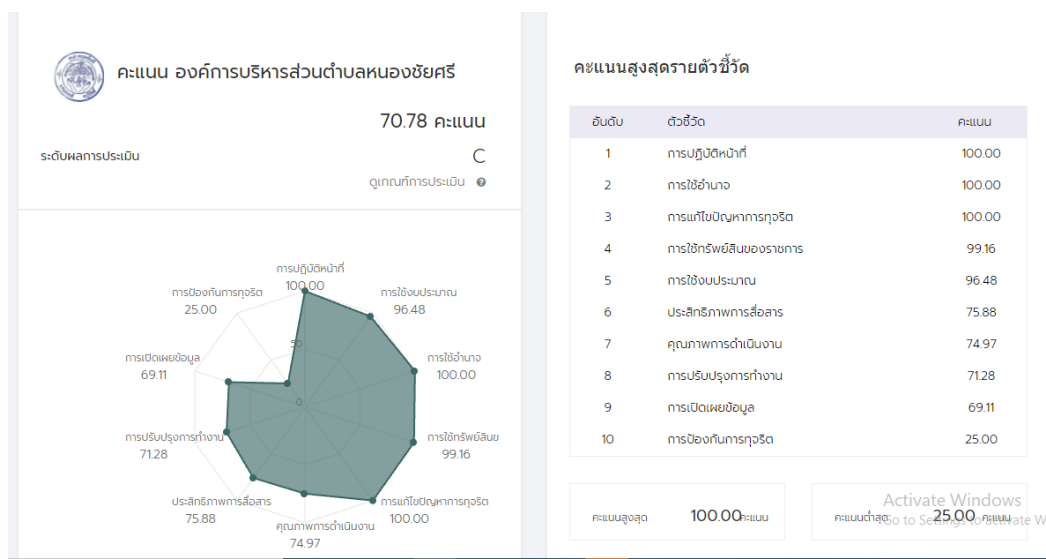 คะแนน องค์การบริหารส่วนตำบลหนองชัยศรี
70.78 คะแนน
ระดับผลการประเมิน C
ดูเกณฑ์การประเมิน
การปฏิบัติหน้าที่
100.00
การใช้งบประมาณ
96.48
การใช้อำนาจ
100.00
การใช้ทรัพย์สินข
99.16
การแก้ไขปัญหาการทุจริต
100.00
คุณภาพการดำเนินงาน
74.97
ประสิทธิภาพการสื่อสาร
75.88
การปรับปรุงการทำงาน
71.28
การเปิดเผยข้อมูล
69.11
การป้องกันการทุจริต
25.00
50
0
คะแนนสูงสุดรายตัวชี้วัด
อันดับ ตัวชี้วัด คะแนน
1 การปฏิบัติหน้าที่ 100.00
2 การใช้อำนาจ 100.00
3 การแก้ไขปัญหาการทุจริต 100.00
4 การใช้ทรัพย์สินของราชการ 99.16
5 การใช้งบประมาณ 96.48
6 ประสิทธิภาพการสื่อสาร 75.88
7 คุณภาพการดำเนินงาน 74.97
8 การปรับปรุงการทำงาน 71.28
9 การเปิดเผยข้อมูล 69.11
10 การป้องกันการทุจริต 25.00
คะแนนสูงสุด 100.00 คะแนน
คะแนนต่ำสุด 25.00 คะแนน
Activate Windows
Go to Settings to activate W